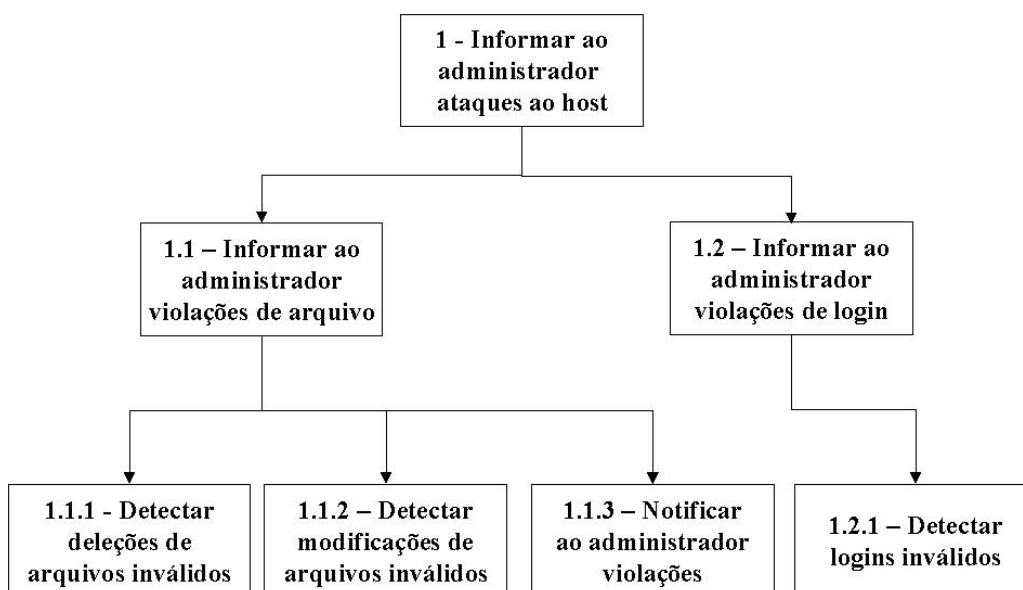 1 - Informar ao
administrador
ataques ao host
1.1 – Informar ao
administrador
violações de arquivo
1.2 – Informar ao
administrador
violações de login
1.1.1 - Detectar
deleções de
arquivos inválidos
1.1.2 – Detectar
modificações de
arquivos inválidos
1.1.3 – Notificar
ao administrador
violações
1.2.1 – Detectar
logins inválidos